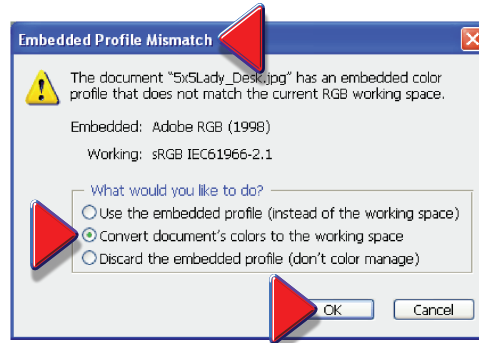 Embedded Profile Mismatch
The document “5x5Lady_Desk.jpg” has an embedded color
profile that does not match the current RGB working space.
Embedded: Adobe RGB (1998)
Working: sRGB IEC61966-2.1
What would you like to do?
Use the embedded profile (instead of the working space)
Convert document's colors to the working space
Discard the embedded profile (don't color manage)
OK Cancel